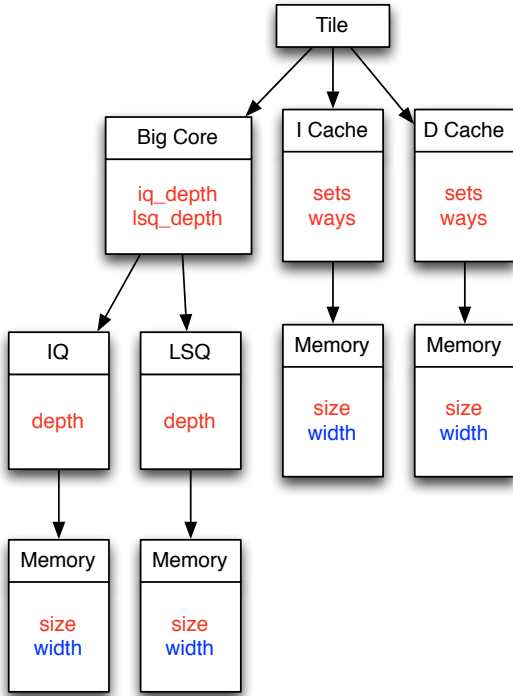 Tile
Big Core
iq_depth
lsq_depth
I Cache
sets
ways
D Cache
sets
ways
IQ
depth
LSQ
depth
Memory
size
width
Memory
size
width
Memory
size
width
Memory
size
width